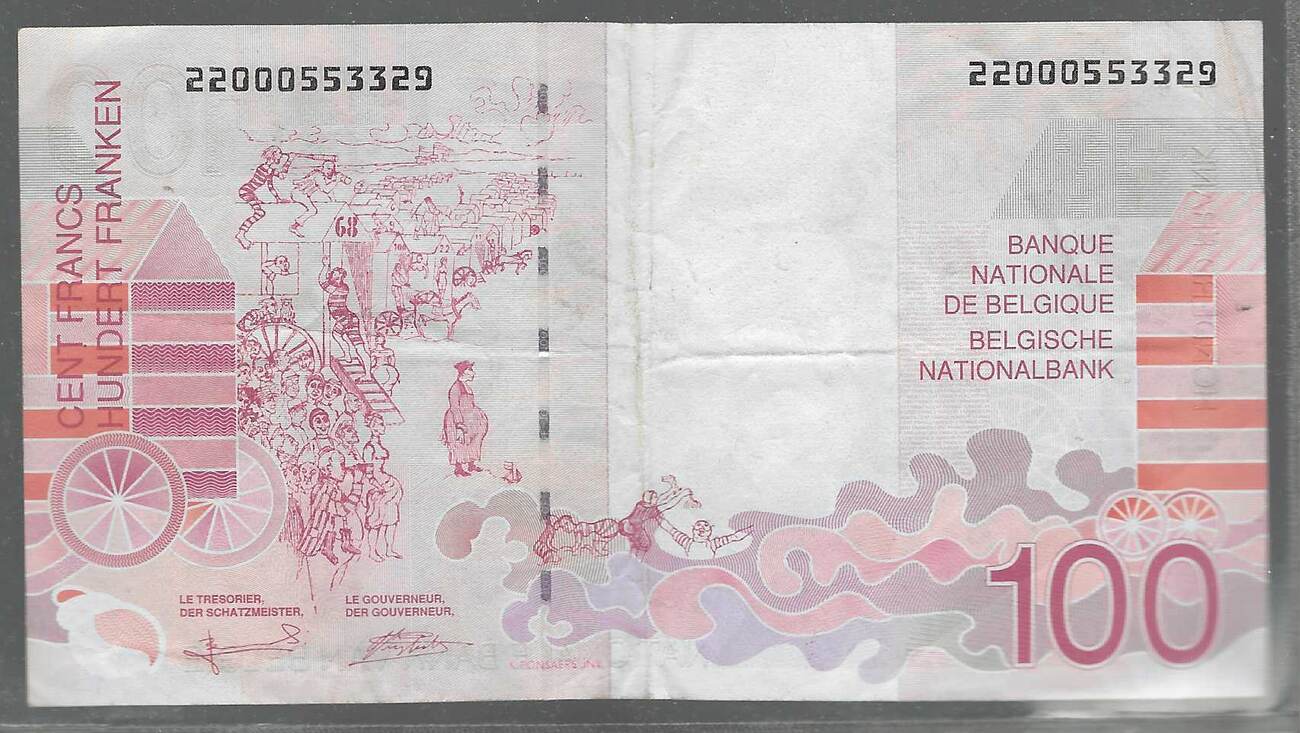 22000553329
22000553329
CENT FRANCS
HUNDERT FRANKEN
68
BANQUE
NATIONALE
DE BELGIQUE
BELGISCHE
NATIONALBANK
LE TRESORIER,
DER SCHATZMEISTER,
LE GOUVERNEUR,
DER GOUVERNEUR,
100